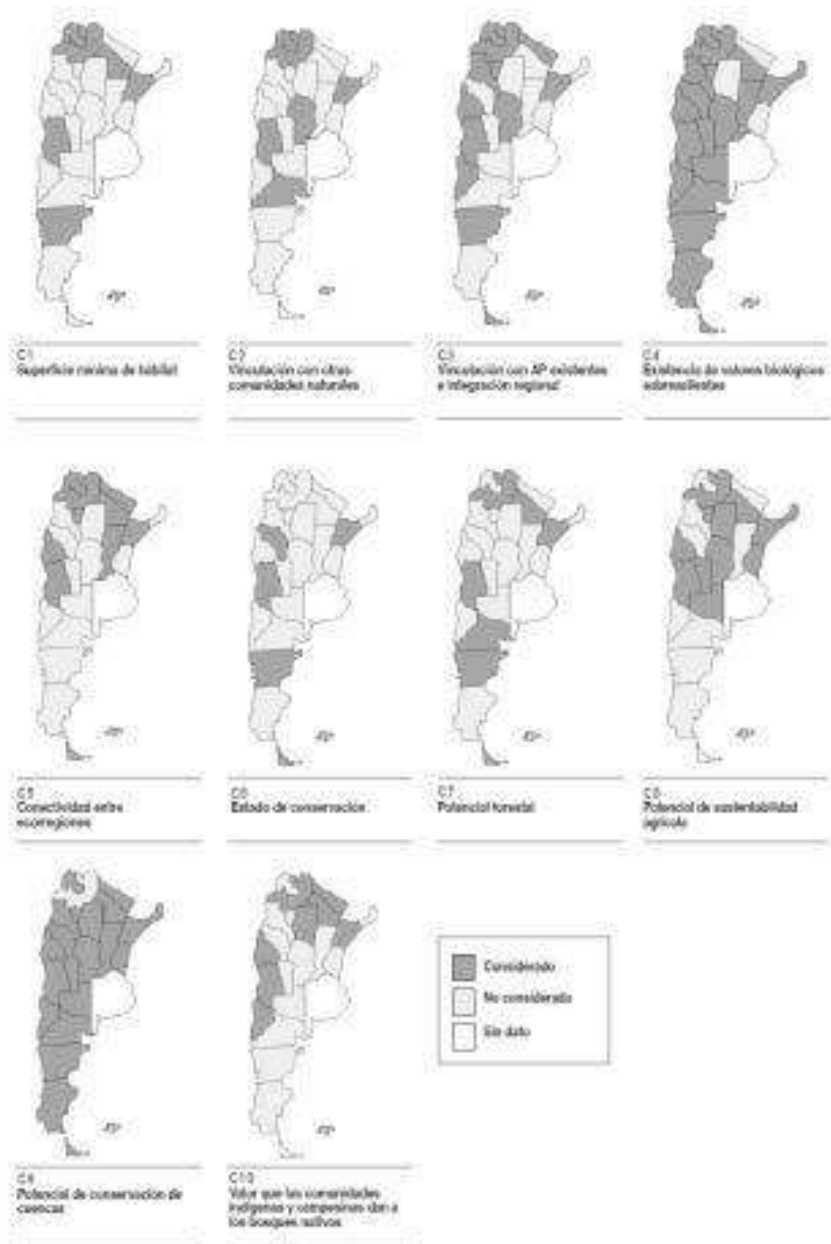 C1
Superficie mínima de hábitat
C2
Vinculación con otras
comunidades naturales
C3
Vinculación con AP existentes
e integración regional
C4
Existencia de valores biológicos
sobresalientes
C5
Conectividad entre
ecorregiones
C6
Estado de conservación
C7
Potencial forestal
C8
Potencial de sustentabilidad
agrícola
C9
Potencial de conservación de
cuencas
C10
Valor que las comunidades
indígenas y campesinas dan a
los bosques nativos
Considerado
No considerado
Sin dato